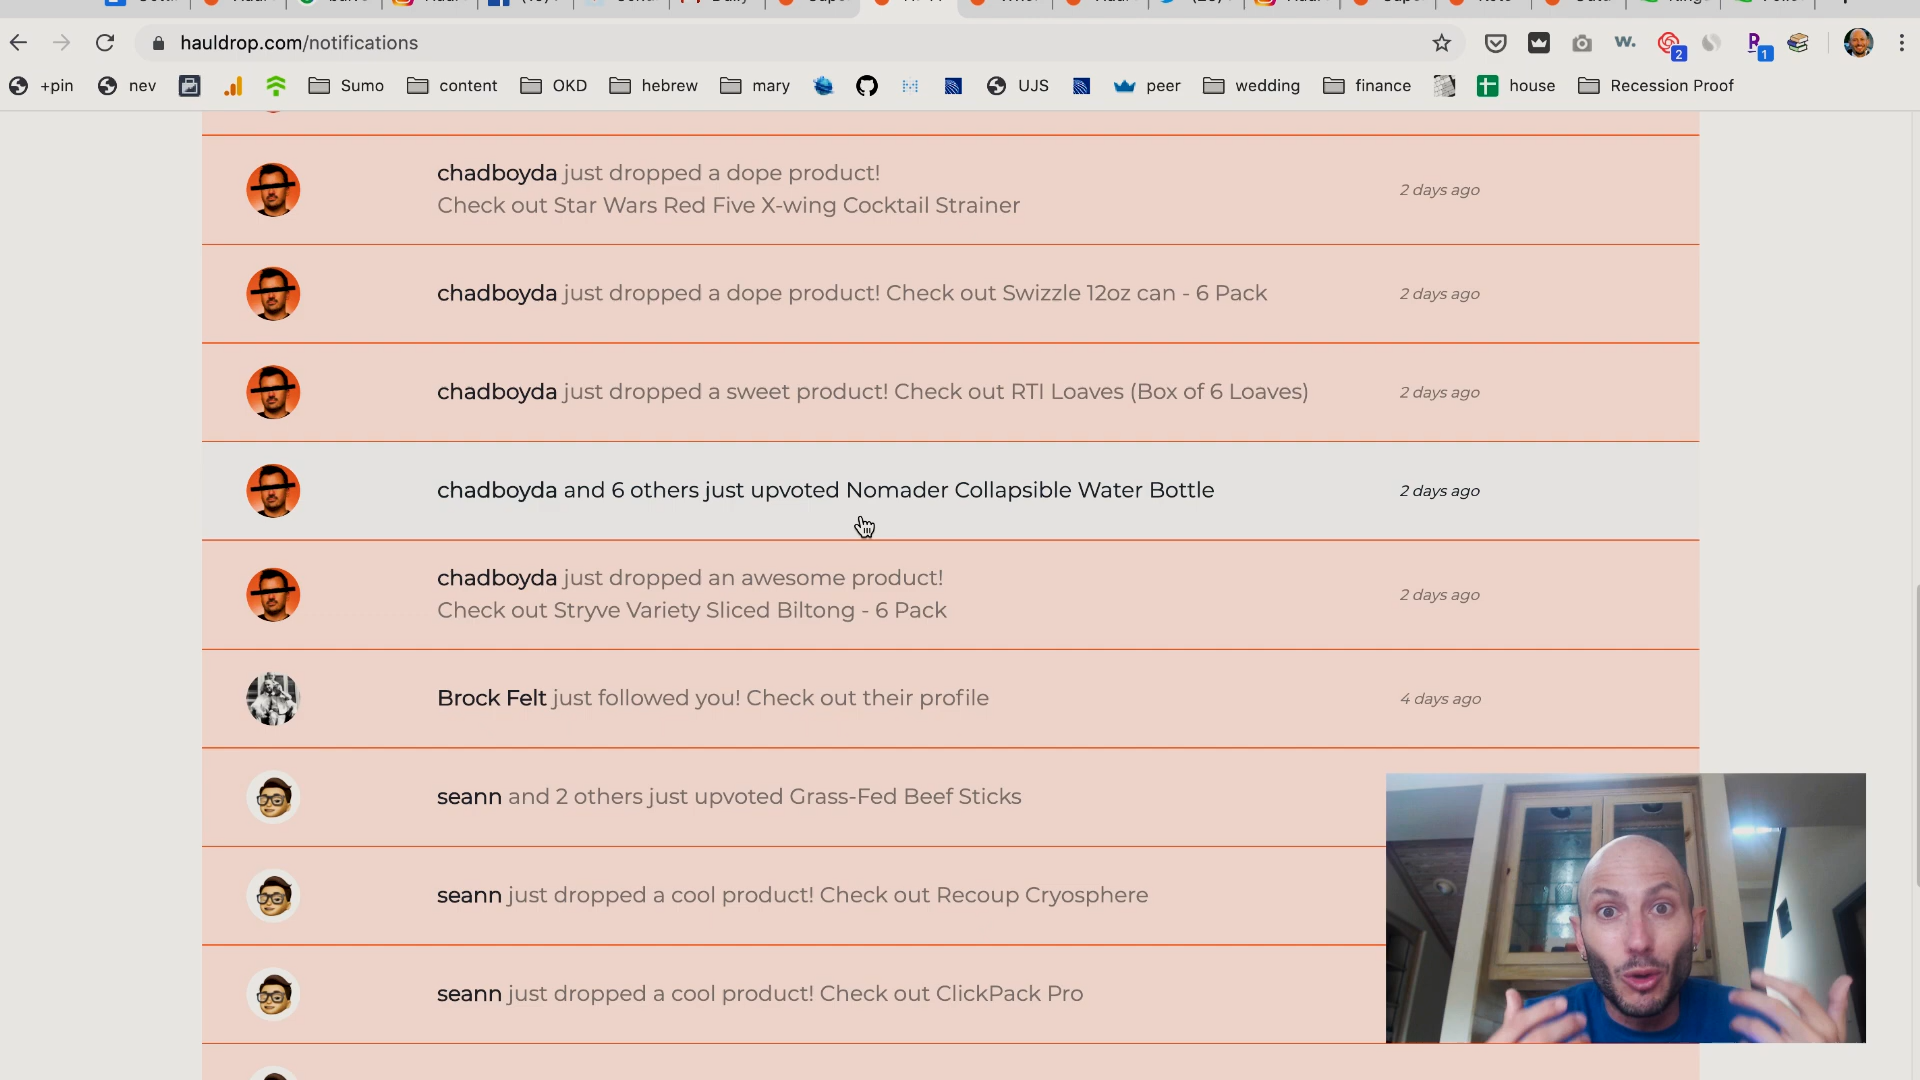 hauldrop.com/notifications
2
1
+pin
nev
Sumo
content
OKD
hebrew
mary
UJS
peer
wedding
finance
house
Recession Proof
chadboyda just dropped a dope product!
Check out Star Wars Red Five X-wing Cocktail Strainer
2 days ago
chadboyda just dropped a dope product! Check out Swizzle 12oz can - 6 Pack
2 days ago
chadboyda just dropped a sweet product! Check out RTI Loaves (Box of 6 Loaves)
2 days ago
chadboyda and 6 others just upvoted Nomader Collapsible Water Bottle
2 days ago
chadboyda just dropped an awesome product!
Check out Stryve Variety Sliced Biltong - 6 Pack
2 days ago
Brock Felt just followed you! Check out their profile
4 days ago
seann and 2 others just upvoted Grass-Fed Beef Sticks
seann just dropped a cool product! Check out Recoup Cryosphere
seann just dropped a cool product! Check out ClickPack Pro